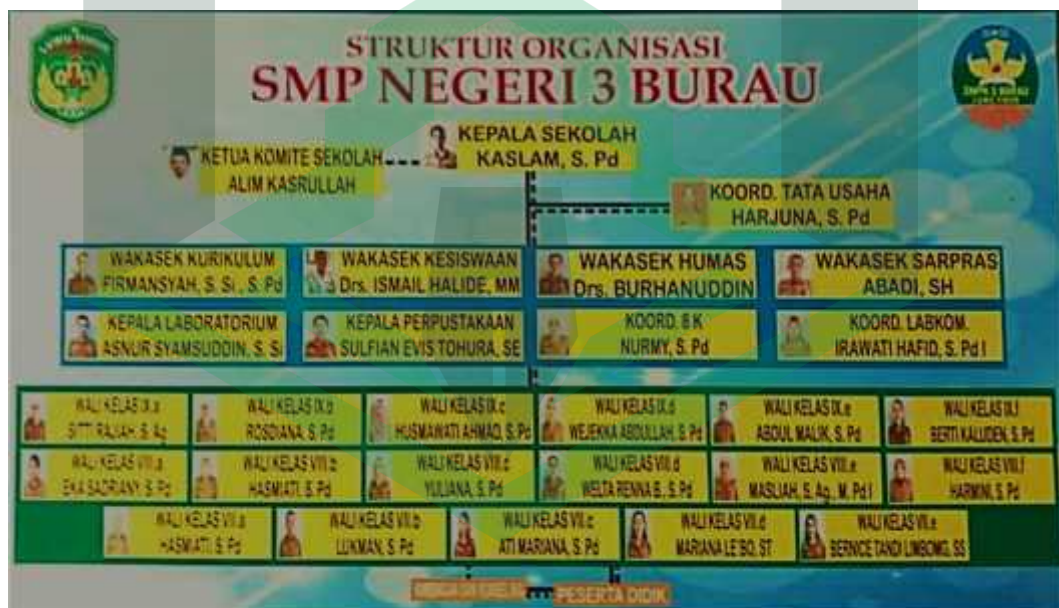 STRUKTUR ORGANISASI
SMP NEGERI 3 BURAU
SMPN 3 BURAU
KEPALA SEKOLAH
KASLAM, S. Pd
KETUA KOMITE SEKOLAH
ALIM KASRULLAH
KOORD. TATA USAHA
HARJUNA, S. Pd
WAKASEK KURIKULUM
FIRMANSYAH, S. Si , S. Pd
WAKASEK KESISWAAN
Drs. ISMAIL HALIDE, MM
WAKASEK HUMAS
Drs. BURHANUDDIN
WAKASEK SARPRAS
ABADI, SH
KEPALA LABORATORIUM
ASNUR SYAMSUDDIN, S. Si
KEPALA PERPUSTAKAAN
SULFIAN EVIS TOHURA, SE
KOORD. BK
NURMY, S. Pd
KOORD. LABKOM.
IRAWATI HAFID, S. Pd I
WALI KELAS IX.a
SITTI RAJIAH, S. Ag
WALI KELAS IX.b
ROSDIANA, S. Pd
WALI KELAS IX.c
HUSMAWATI AHMAD, S. Pd
WALI KELAS IX.d
WEJEKKA ABDULLAH, S. Pd
WALI KELAS IX.e
ABDUL MALIK, S. Pd
WALI KELAS IX.f
BERTI KALUDEN, S. Pd
WALI KELAS VIII.a
EKA SADRIANY, S. Pd
WALI KELAS VIII.b
HASMIATI, S. Pd
WALI KELAS VIII.c
YULIANA, S. Pd
WALI KELAS VIII.d
WELTA RENNA B., S. Pd
WALI KELAS VIII.e
MASLIAH, S. Ag., M. Pd I
WALI KELAS VIII.f
HARMINI, S. Pd
WALI KELAS VII.a
HASMIATI, S. Pd
WALI KELAS VII.b
LUKMAN, S. Pd
WALI KELAS VII.c
ATI MARIANA, S. Pd
WALI KELAS VII.d
MARIANA LE'BO, ST
WALI KELAS VII.e
BERNICE TANDI LIMBONG, SS
PESERTA DIDIK